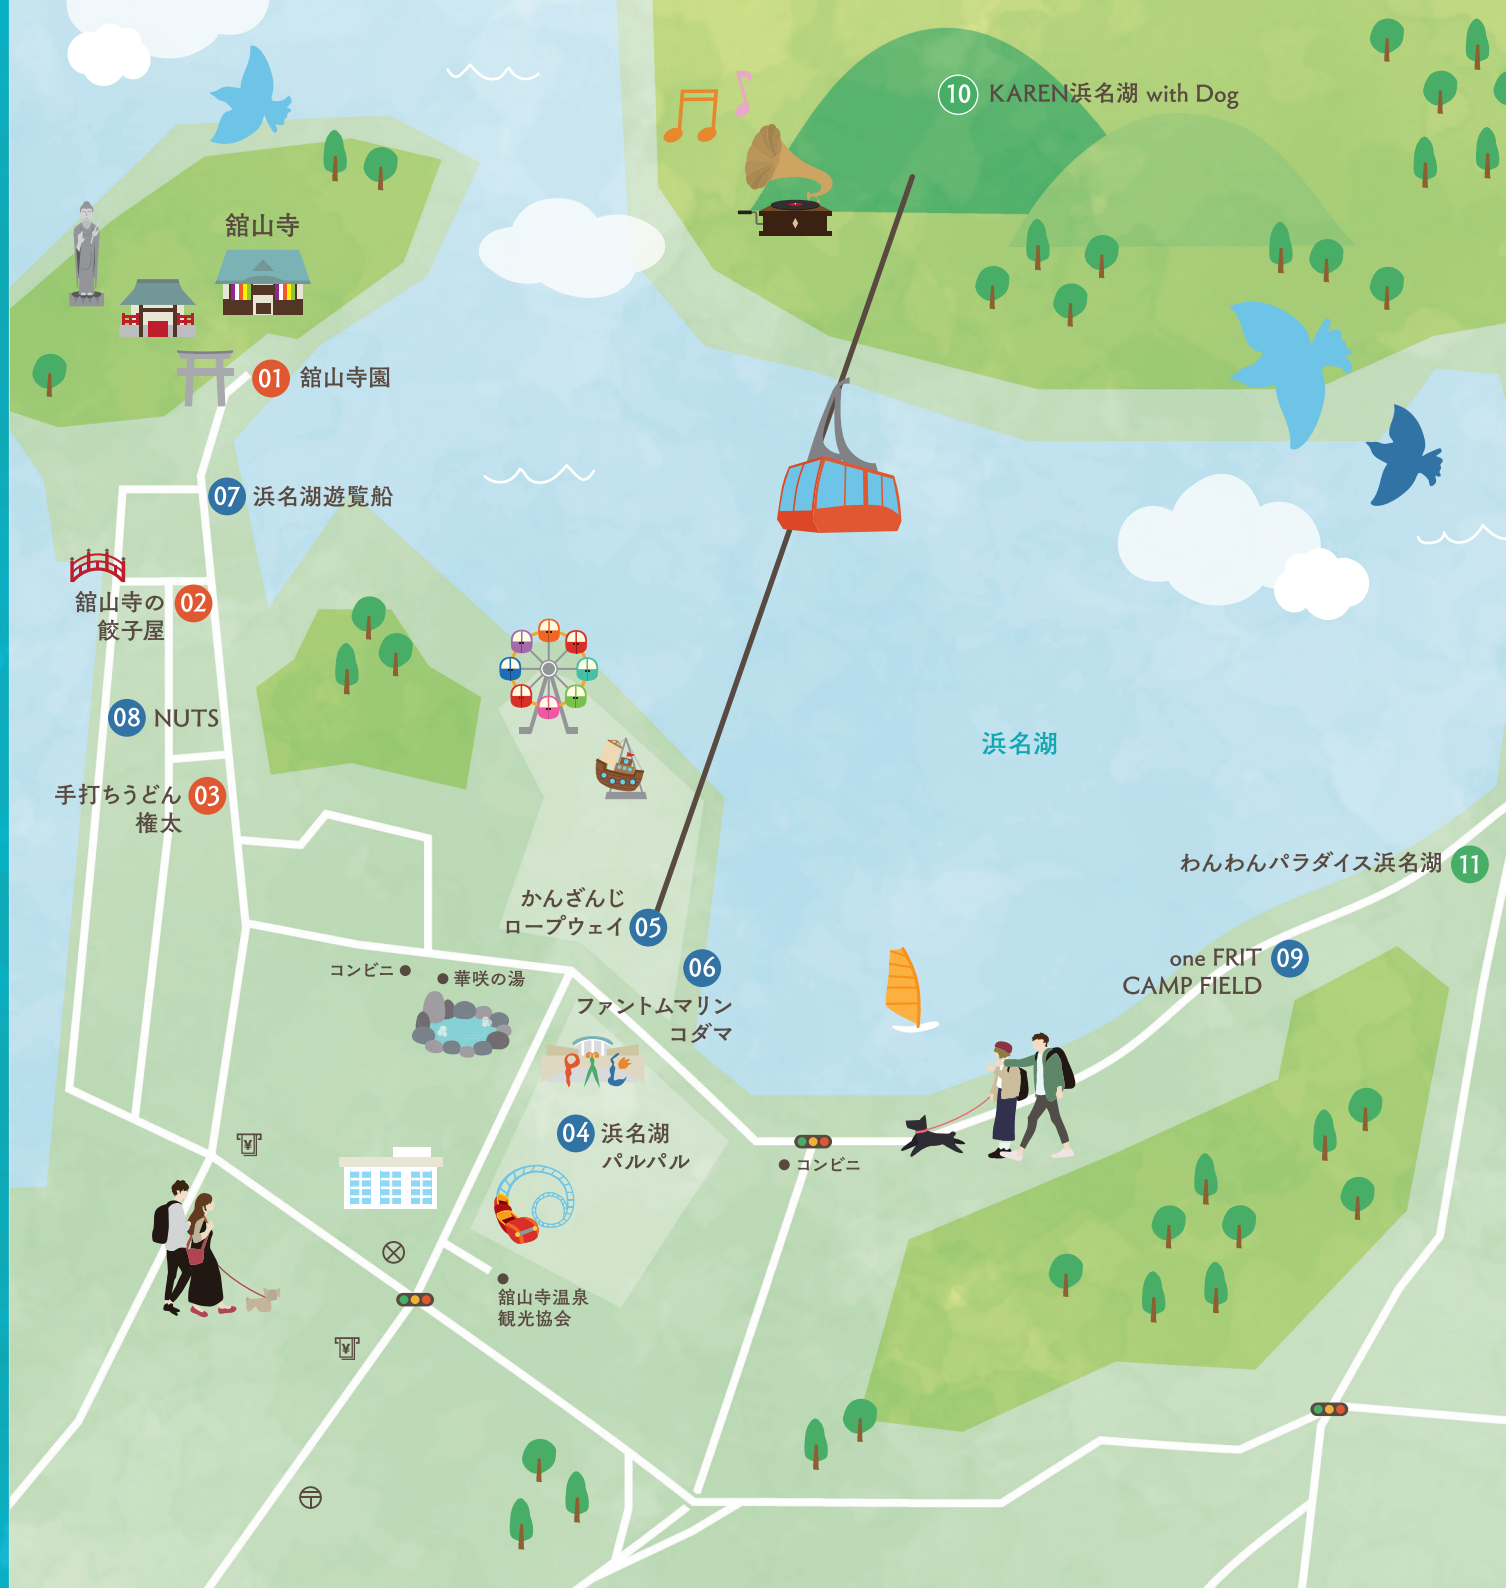 10 KAREN浜名湖 with Dog
舘山寺
01 舘山寺園
07 浜名湖遊覧船
舘山寺の 02
餃子屋
08 NUTS
手打ちうどん 03
権太
浜名湖
わんわんパラダイス浜名湖 11
かんざんじ
ロープウェイ 05
06
ファントムマリン
コダマ
one FRIT 09
CAMP FIELD
コンビニ
華咲の湯
PAL
04 浜名湖
パルパル
コンビニ
¥
舘山寺温泉
観光協会
¥